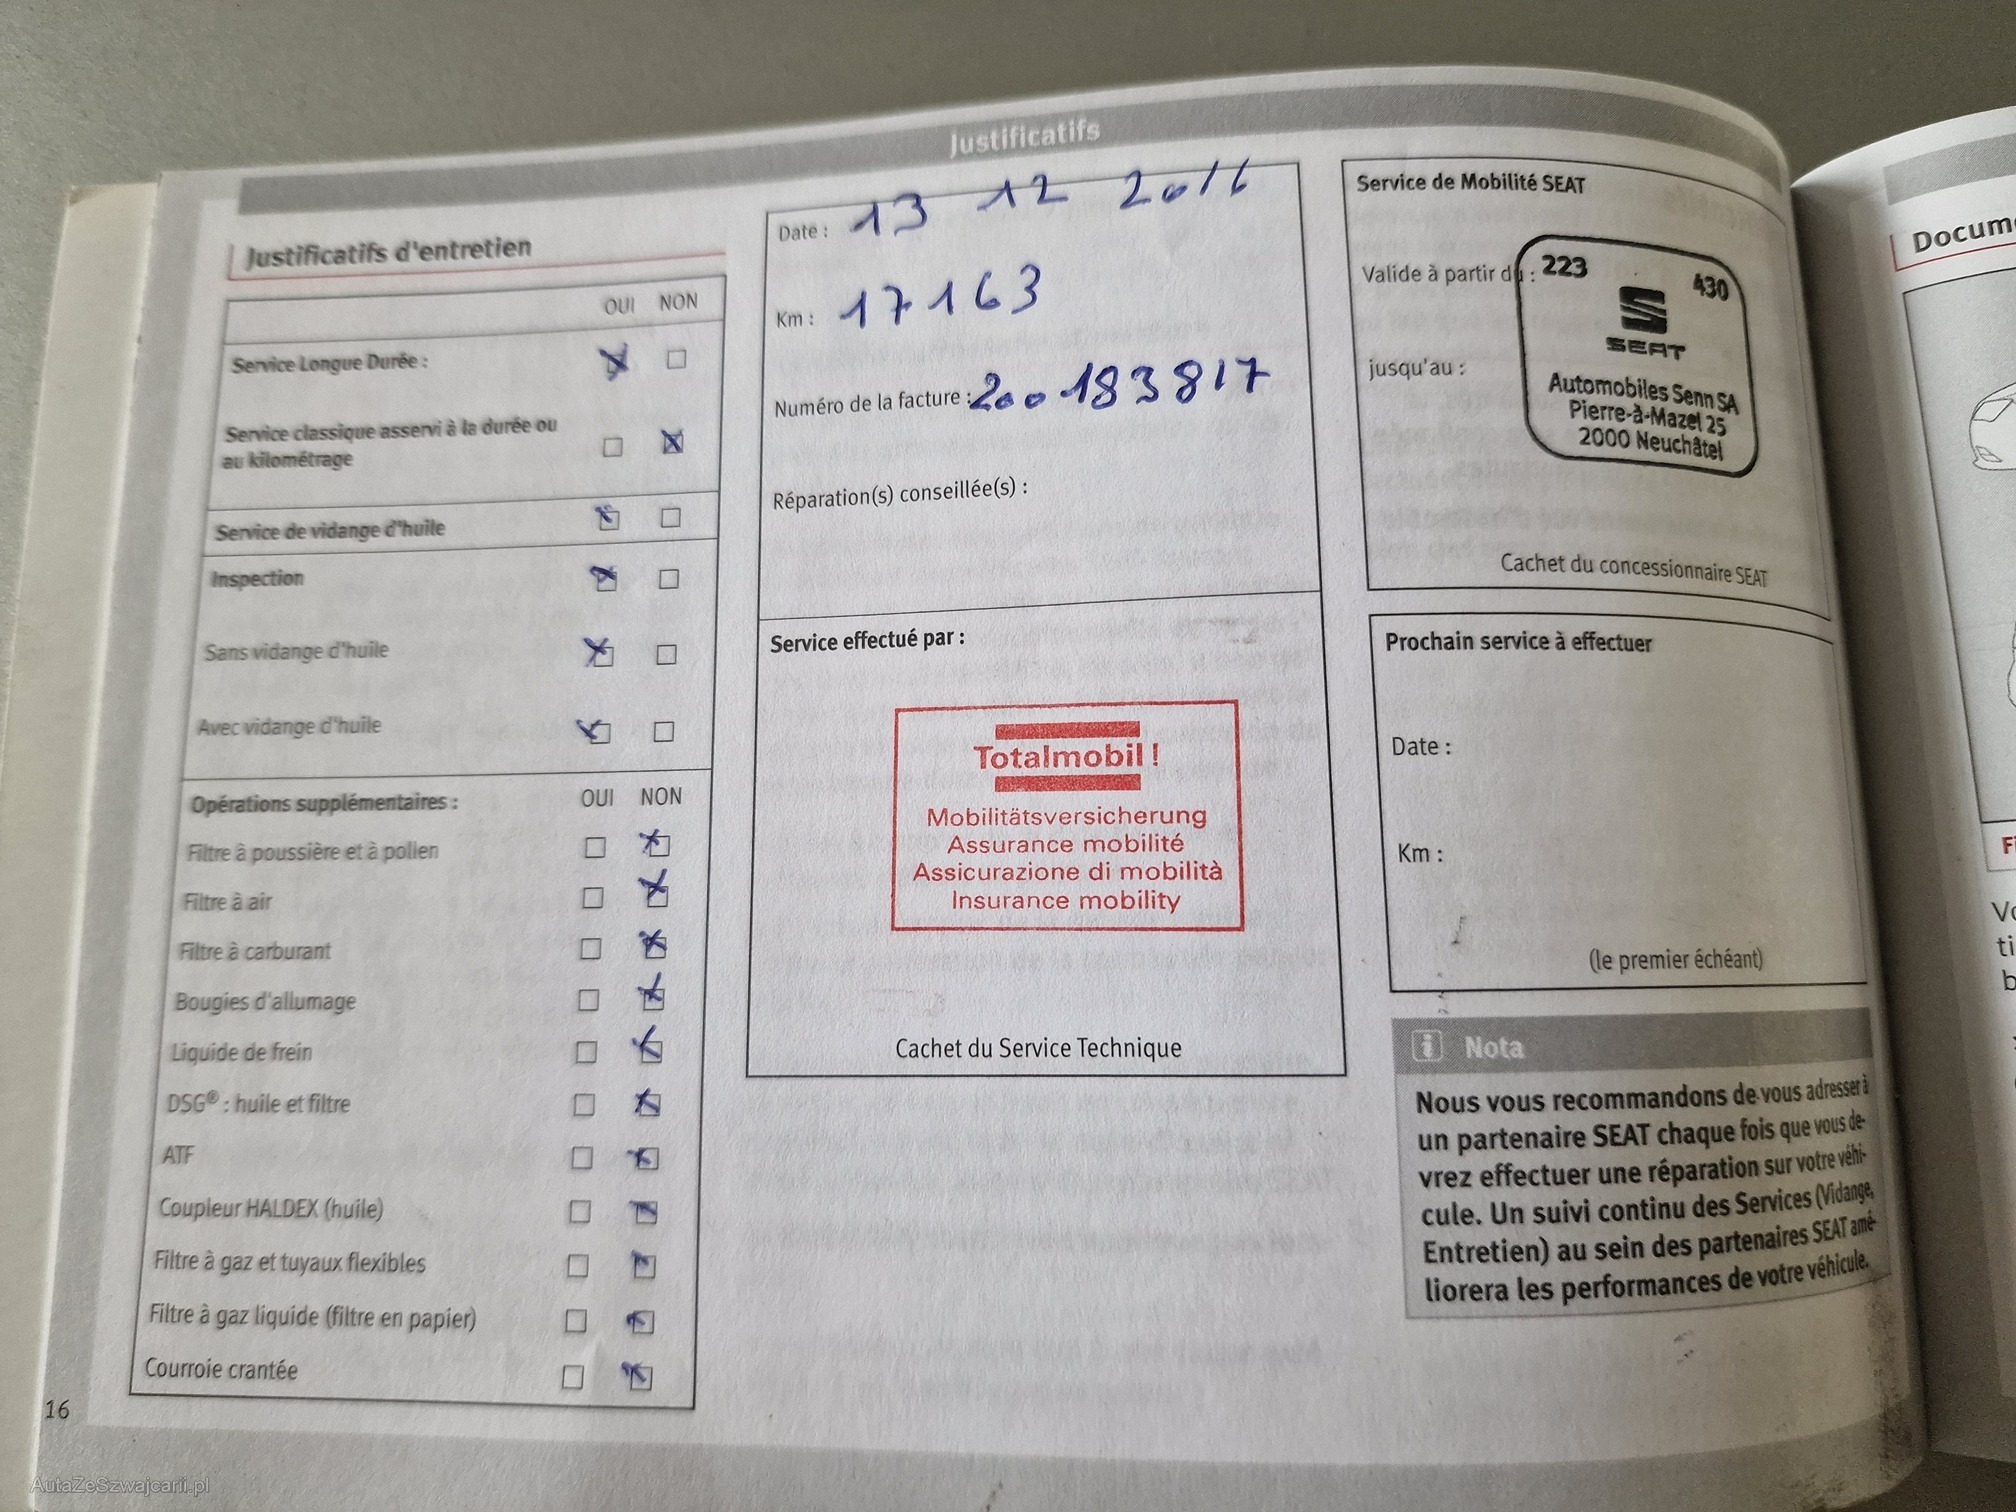 Justificatifs
Justificatifs d'entretien
OUI NON
Service Longue Durée :
Service classique asservi à la durée ou
au kilométrage
Service de vidange d'huile
Inspection
Sans vidange d'huile
Avec vidange d'huile
Opérations supplémentaires : OUI NON
Filtre à poussière et à pollen
Filtre à air
Filtre à carburant
Bougies d'allumage
Liquide de frein
DSG® : huile et filtre
ATF
Coupleur HALDEX (huile)
Filtre à gaz et tuyaux flexibles
Filtre à gaz liquide (filtre en papier)
Courroie crantée
16
Date : 13 12 2016
Km : 17163
Numéro de la facture : 200183817
Réparation(s) conseillée(s) :
Service effectué par :
Totalmobil !
Mobilitätsversicherung
Assurance mobilité
Assicurazione di mobilità
Insurance mobility
Cachet du Service Technique
Service de Mobilité SEAT
Valide à partir du :
jusqu'au :
223
430
SEAT
Automobiles Senn SA
Pierre-à-Mazel 25
2000 Neuchâtel
Cachet du concessionnaire SEAT
Prochain service à effectuer
Date :
Km :
(le premier échéant)
i Nota
Nous vous recommandons de vous adresser à
un partenaire SEAT chaque fois que vous de-
vrez effectuer une réparation sur votre véhi-
cule. Un suivi continu des Services (Vidange,
Entretien) au sein des partenaires SEAT amé-
liorera les performances de votre véhicule.
AutaZeSzwajcarii.pl